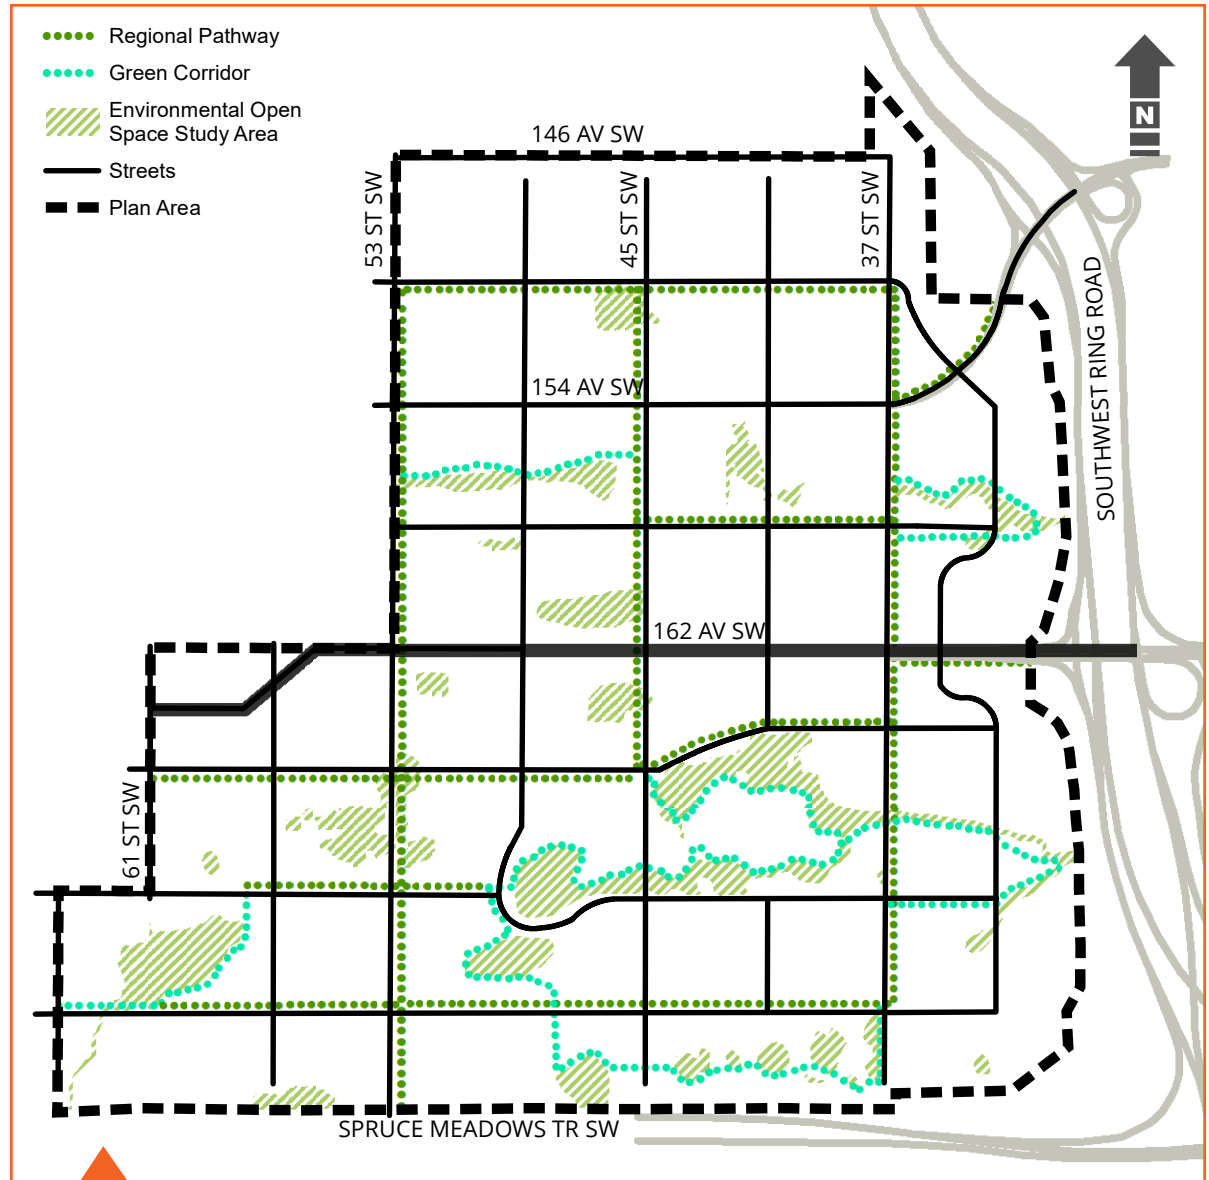 Regional Pathway
Green Corridor
Environmental Open
Space Study Area
Streets
Plan Area
N
146 AV SW
53 ST SW
45 ST SW
37 ST SW
SOUTHWEST RING ROAD
154 AV SW
162 AV SW
61 ST SW
SPRUCE MEADOWS TR SW